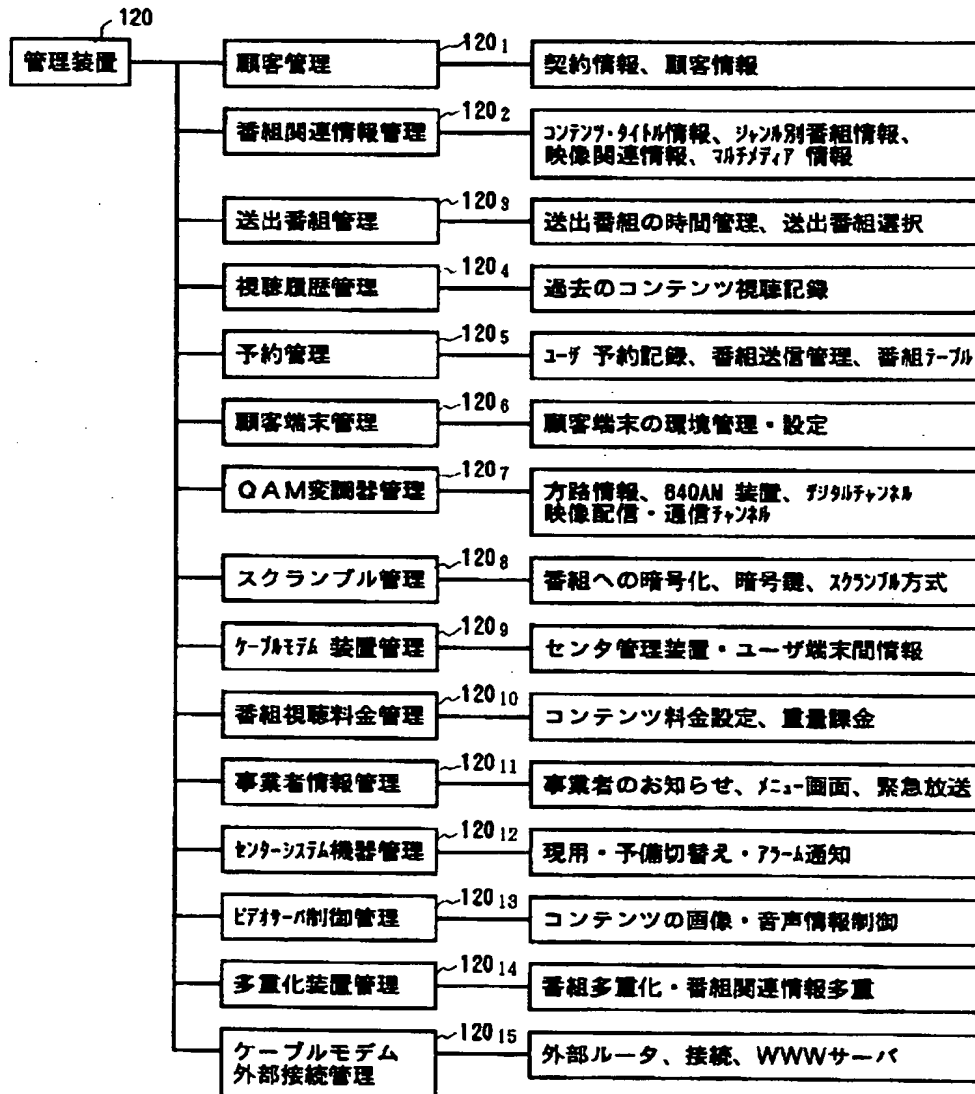 120
管理装置
顧客管理
120₁
契約情報、顧客情報
番組関連情報管理
120₂
コンテンツ・タイトル情報、ジャンル別番組情報、
映像関連情報、マルチメディア 情報
送出番組管理
120₃
送出番組の時間管理、送出番組選択
視聴履歴管理
120₄
過去のコンテンツ視聴記録
予約管理
120₅
ユーザ 予約記録、番組送信管理、番組テーブル
顧客端末管理
120₆
顧客端末の環境管理・設定
QAM変調器管理
120₇
方路情報、64QAM 装置、デジタルチャンネル
映像配信・通信チャンネル
スクランブル管理
120₈
番組への暗号化、暗号鍵、スクランブル方式
ケーブルモデム 装置管理
120₉
センタ管理装置・ユーザ端末間情報
番組視聴料金管理
120₁₀
コンテンツ料金設定、重量課金
事業者情報管理
120₁₁
事業者のお知らせ、メニュー画面、緊急放送
センターシステム機器管理
120₁₂
現用・予備切替え・アラーム通知
ビデオサーバ制御管理
120₁₃
コンテンツの画像・音声情報制御
多重化装置管理
120₁₄
番組多重化・番組関連情報多重
ケーブルモデム
外部接続管理
120₁₅
外部ルータ、接続、WWWサーバ